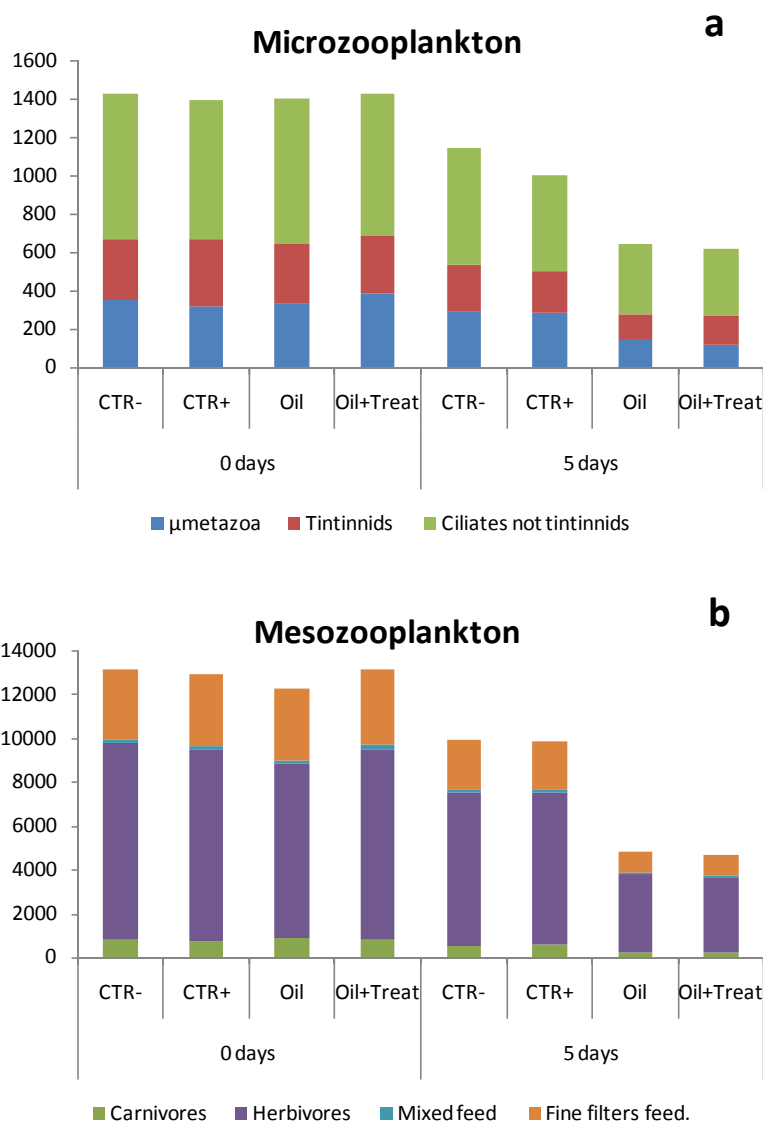 a
Microzooplankton
1600
1400
1200
1000
800
600
400
200
0
CTR- CTR+ Oil Oil+Treat CTR- CTR+ Oil Oil+Treat
0 days 5 days
µmetazoa Tintinnids Ciliates not tintinnids
b
Mesozooplankton
14000
12000
10000
8000
6000
4000
2000
0
CTR- CTR+ Oil Oil+Treat CTR- CTR+ Oil Oil+Treat
0 days 5 days
Carnivores Herbivores Mixed feed Fine filters feed.